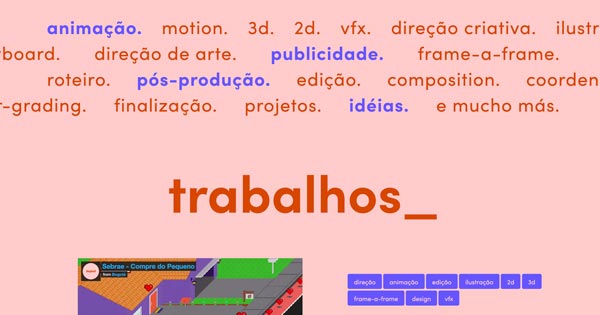 animação. motion. 3d. 2d. vfx. direção criativa. ilustr
rboard. direção de arte. publicidade. frame-a-frame.
roteiro. pós-produção. edição. composition. coorden
r-grading. finalização. projetos. idéias. e mucho más.
trabalhos_
Sebrae - Compre do Pequeno
direção animação edição ilustração 2d 3d
frame-a-frame design vfx